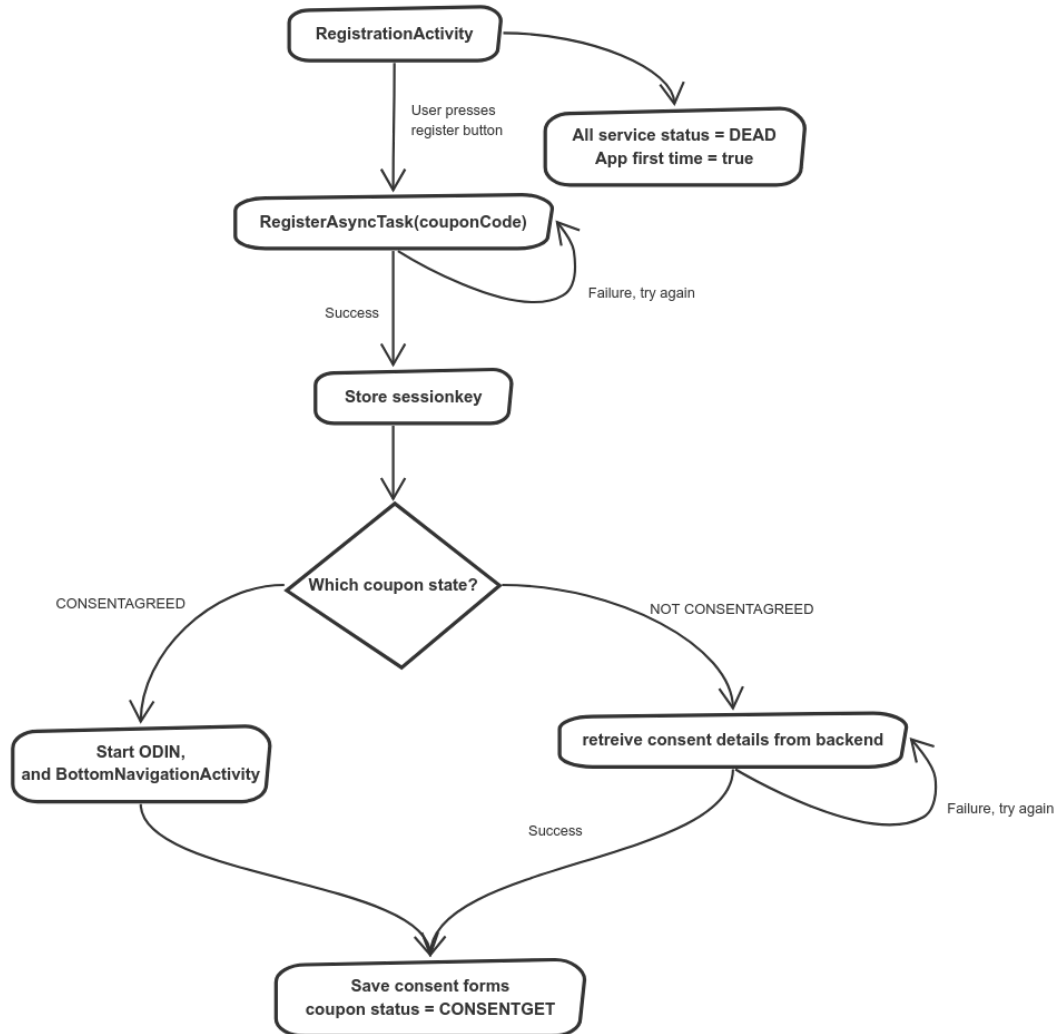 RegistrationActivity
User presses
register button
All service status = DEAD
App first time = true
RegisterAsyncTask(couponCode)
Failure, try again
Success
Store sessionkey
Which coupon state?
CONSENTAGREED
NOT CONSENTAGREED
Start ODIN,
and BottomNavigationActivity
retreive consent details from backend
Failure, try again
Success
Save consent forms
coupon status = CONSENTGET